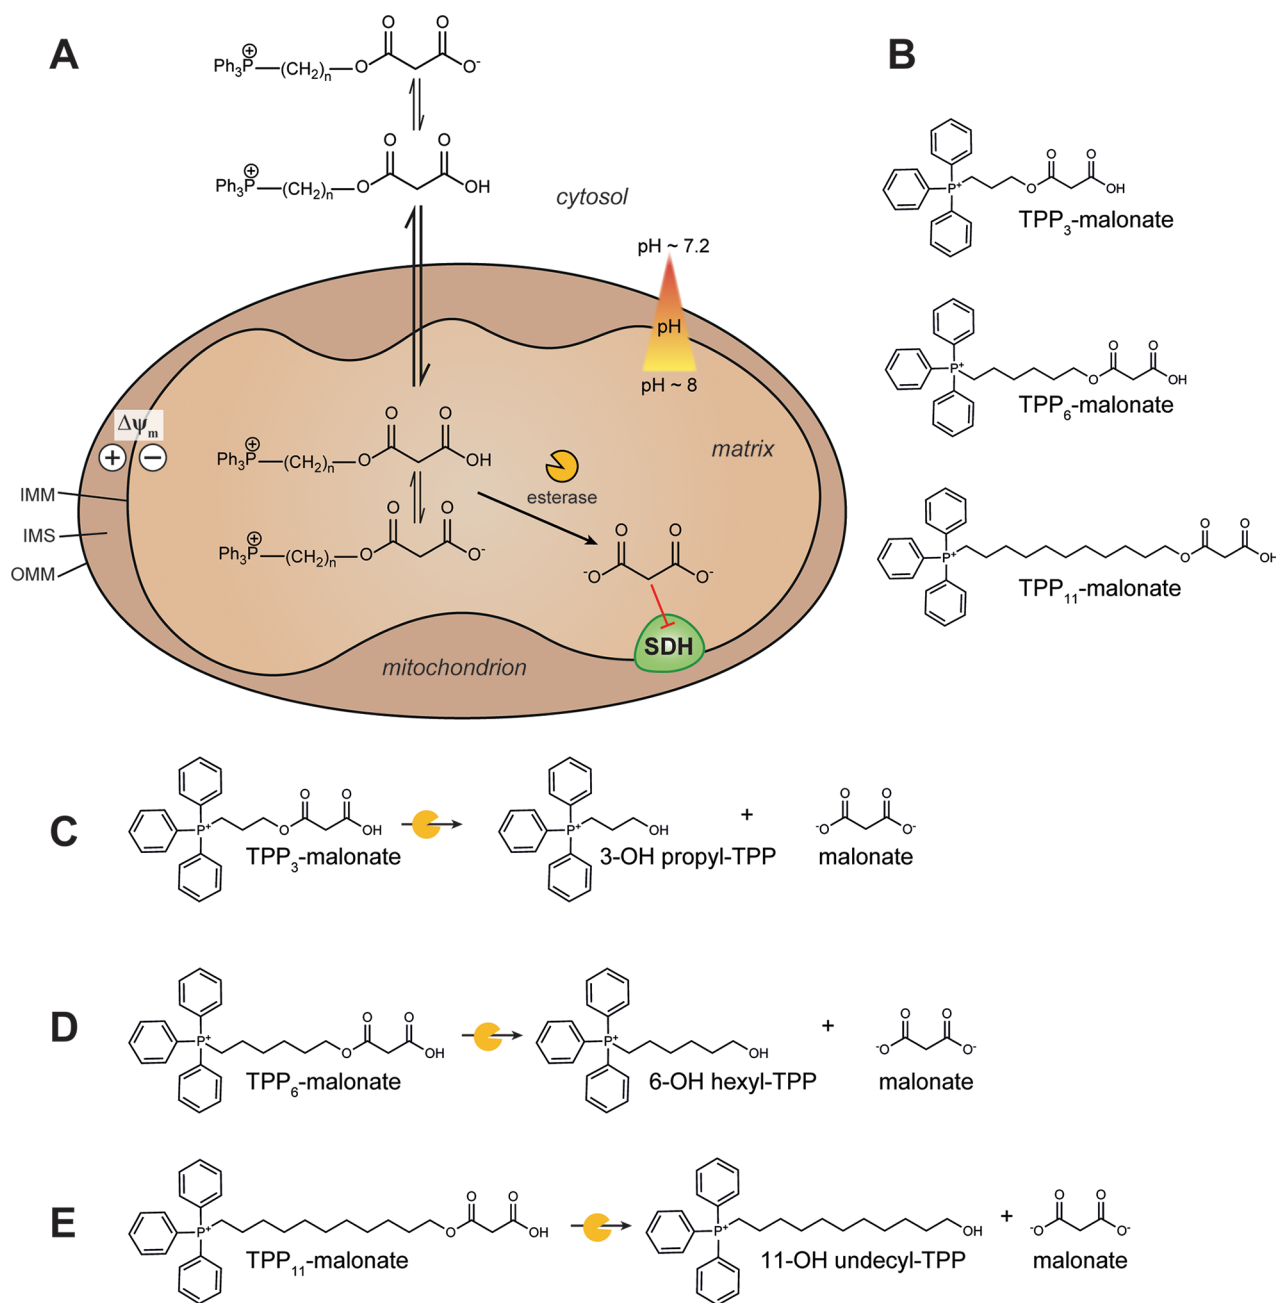 A
Ph3P⊕—(CH2)n—O O O O-
Ph3P⊕—(CH2)n—O O O OH
cytosol
pH ~ 7.2
pH
pH ~ 8
Δψm
+ −
matrix
Ph3P⊕—(CH2)n—O O O OH
esterase
IMM
IMS
OMM
Ph3P⊕—(CH2)n—O O O O-
O O
-O O-
SDH
mitochondrion
B
O O
P+ O OH
TPP3-malonate
O O
P+ O OH
TPP6-malonate
O O
P+ O OH
TPP11-malonate
C
O O
P+ O OH
TPP3-malonate
P+ OH
3-OH propyl-TPP
+
O O
-O O-
malonate
D
O O
P+ O OH
TPP6-malonate
P+ OH
6-OH hexyl-TPP
+
O O
-O O-
malonate
E
O O
P+ O OH
TPP11-malonate
P+ OH
11-OH undecyl-TPP
+
O O
-O O-
malonate